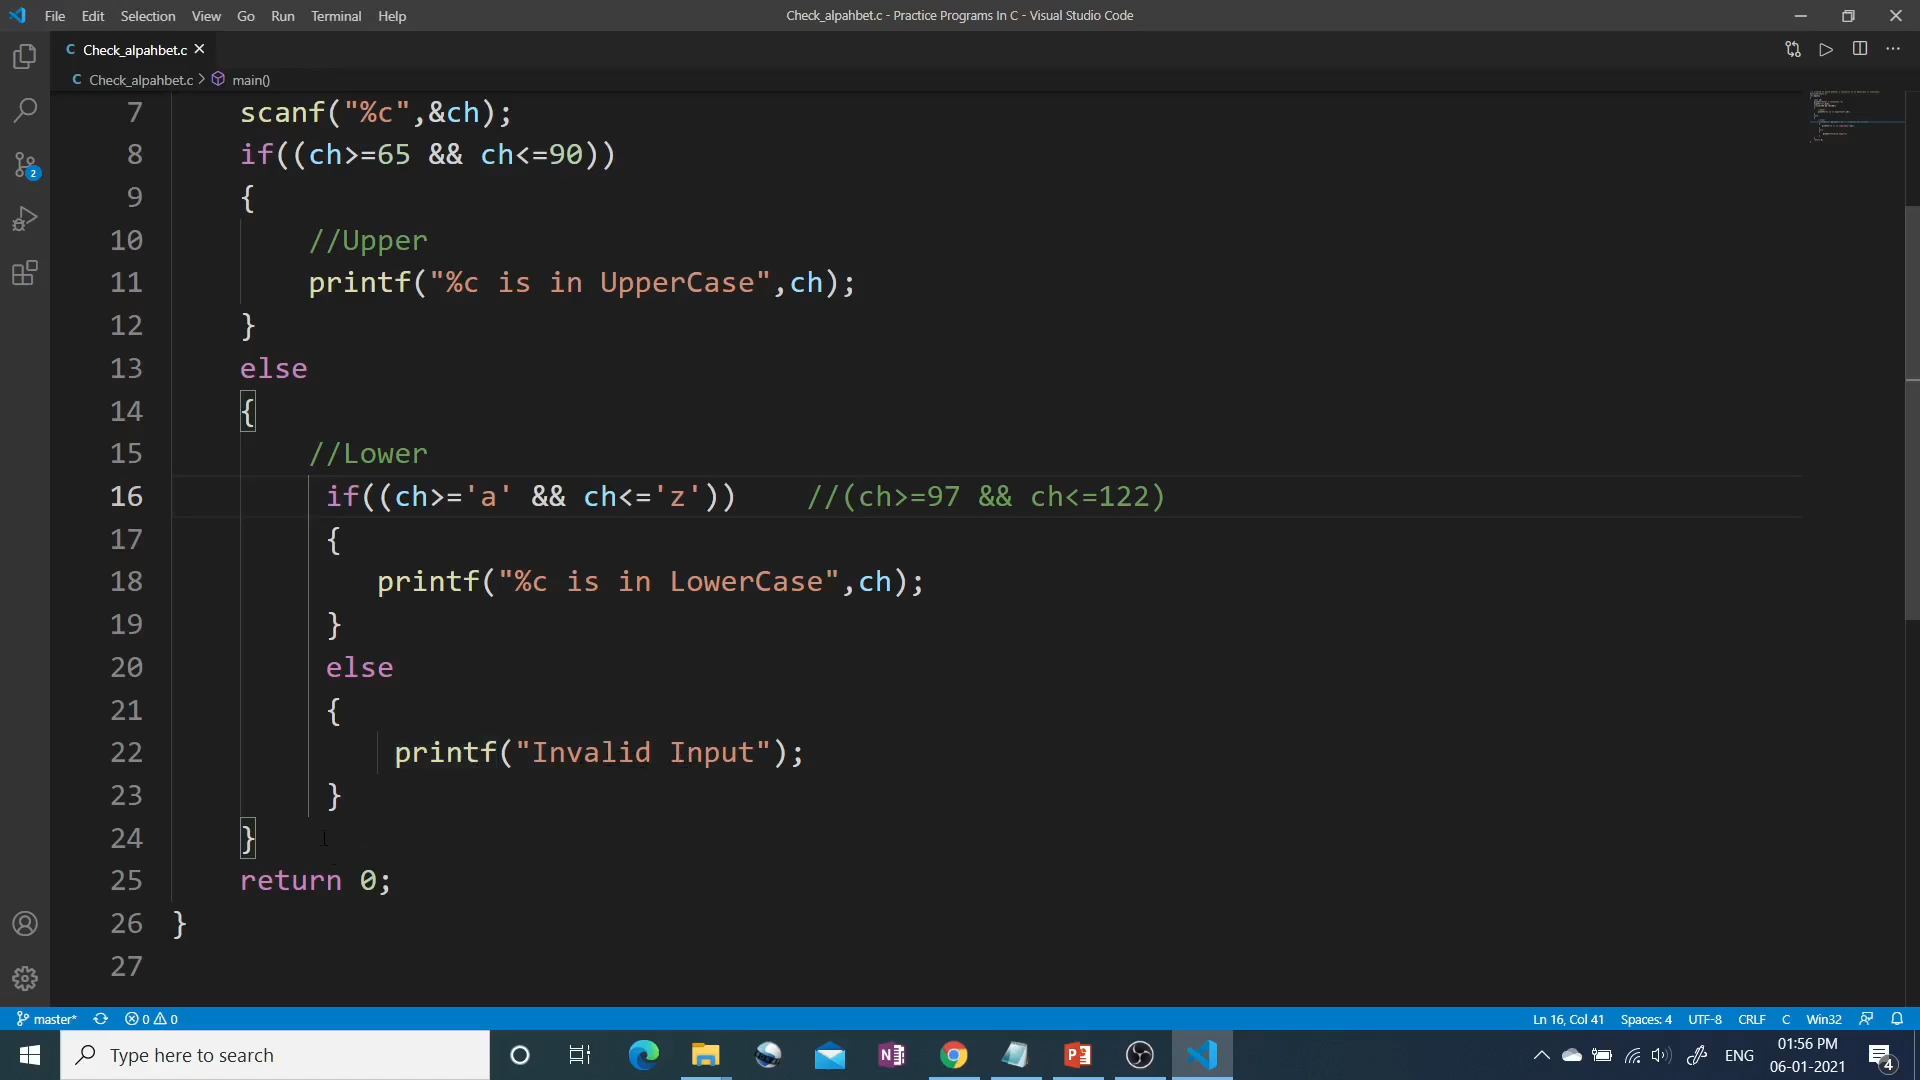 File Edit Selection View Go Run Terminal Help
Check_alpahbet.c - Practice Programs In C - Visual Studio Code
C Check_alpahbet.c ×
C Check_alpahbet.c > main()
7 scanf("%c",&ch);
8 if((ch>=65 && ch<=90))
9 {
10 //Upper
11 printf("%c is in UpperCase",ch);
12 }
13 else
14 {
15 //Lower
16 if((ch>='a' && ch<='z')) //(ch>=97 && ch<=122)
17 {
18 printf("%c is in LowerCase",ch);
19 }
20 else
21 {
22 printf("Invalid Input");
23 }
24 }
25 return 0;
26 }
27
2
master* 0 0
Ln 16, Col 41 Spaces: 4 UTF-8 CRLF C Win32
Type here to search
N
P
ENG
01:56 PM
06-01-2021
4